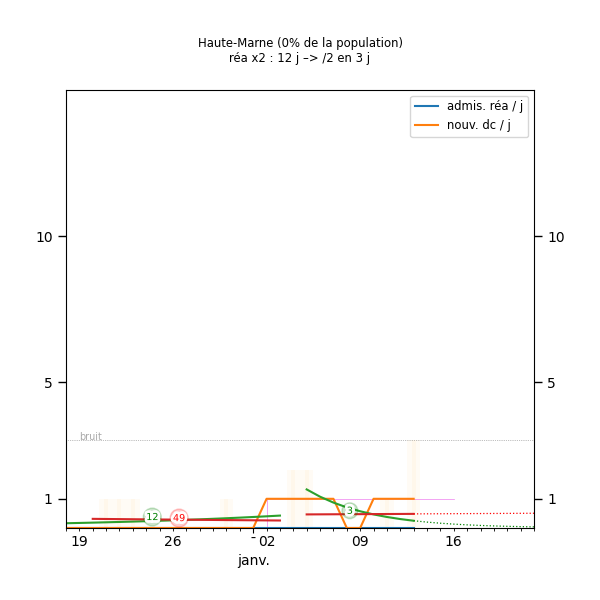 Haute-Marne (0% de la population)
réa x2 : 12 j –> /2 en 3 j
admis. réa / j
nouv. dc / j
10
10
5
5
bruit
1
1
12
49
3
19
26
- 02
09
16
janv.